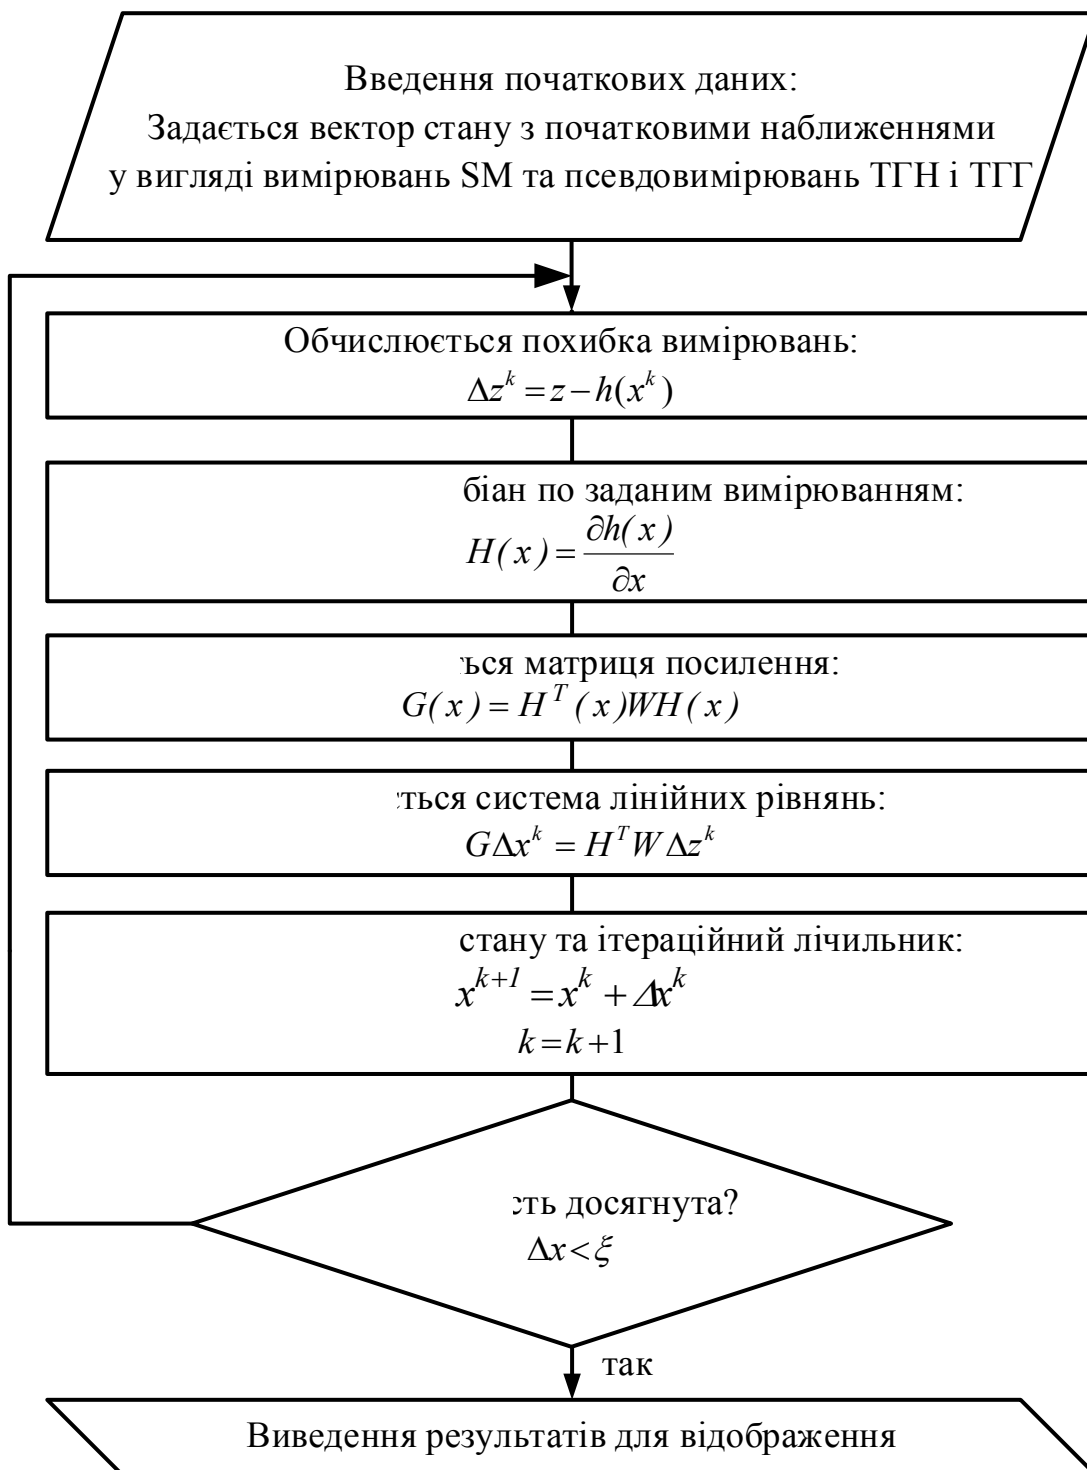 Введення початкових даних:
Задається вектор стану з початковими наближеннями
у вигляді вимірювань SM та псевдовимірювань ТГН і ТГГ
Обчислюється похибка вимірювань:
Δz^k = z − h(x^k)
біан по заданим вимірюванням:
H(x) = ∂h(x)/∂x
ься матриця посилення:
G(x) = H^T(x)WH(x)
ться система лінійних рівнянь:
GΔx^k = H^T W Δz^k
стану та ітераційний лічильник:
x^{k+1} = x^k + Δx^k
k = k + 1
сть досягнута?
Δx < ξ
так
Виведення результатів для відображення